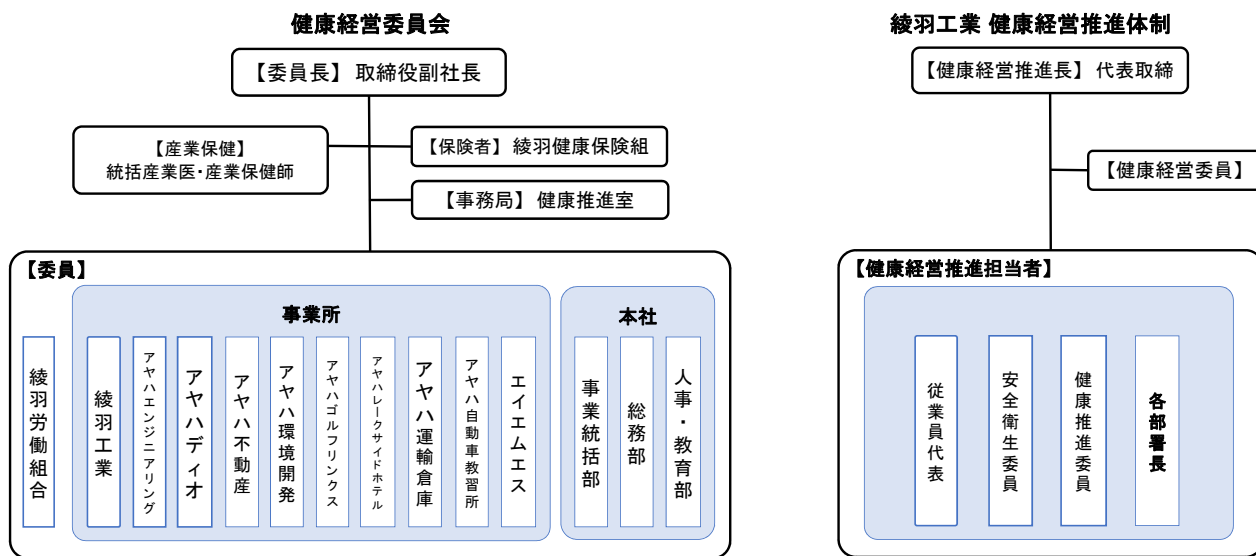 健康経営委員会
【委員長】 取締役副社長
【産業保健】
統括産業医・産業保健師
【保険者】 綾羽健康保険組
【事務局】 健康推進室
【委員】
綾羽労働組合
事業所
綾羽工業
アヤハエンジニアリング
アヤハディオ
アヤハ不動産
アヤハ環境開発
アヤハゴルフリンクス
アヤハレークサイドホテル
アヤハ運輸倉庫
アヤハ自動車教習所
エイエムエス
本社
事業統括部
総務部
人事・教育部
綾羽工業 健康経営推進体制
【健康経営推進長】 代表取締
【健康経営委員】
【健康経営推進担当者】
従業員代表
安全衛生委員
健康推進委員
各部署長